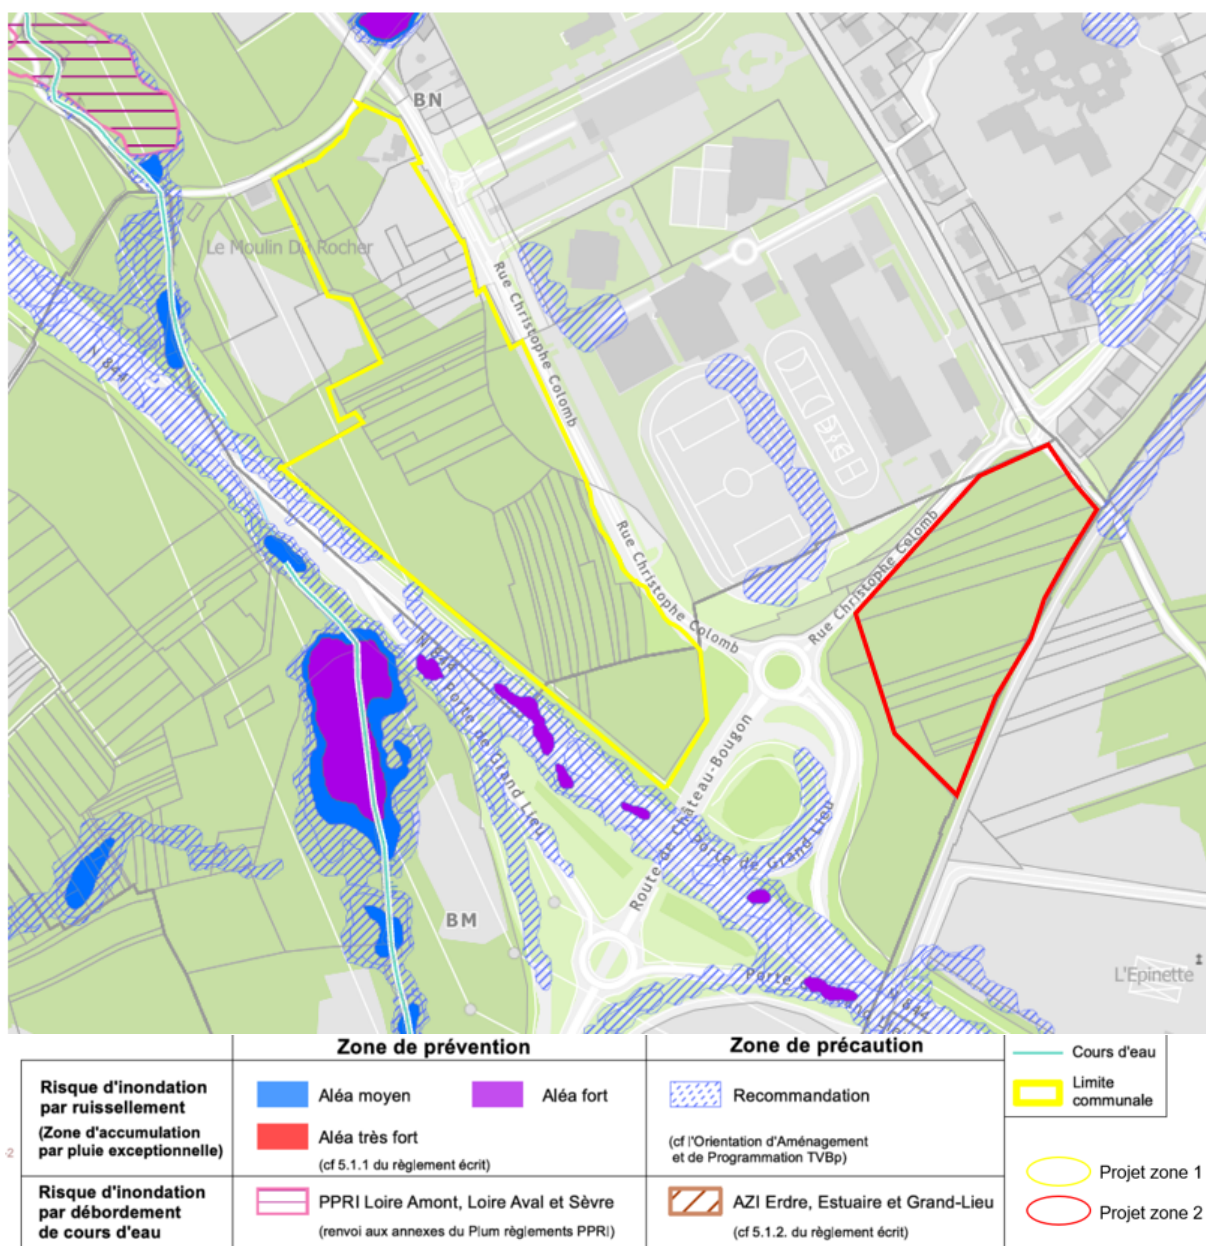 BN
Le Moulin Du Rocher
N 844
Rue Christophe Colomb
Rue Christophe Colomb
Rue Christophe Colomb
N 844
Porte de Grand Lieu
Route de Château-Bougon
Porte de Grand Lieu
BM
L'Epinette
Porte
N 844
Zone de prévention
Zone de précaution
Cours d'eau
Risque d'inondation
par ruissellement
(Zone d'accumulation
par pluie exceptionnelle)
Aléa moyen
Aléa fort
Aléa très fort
(cf 5.1.1 du règlement écrit)
Recommandation
(cf l'Orientation d'Aménagement
et de Programmation TVBp)
Limite
communale
-2
Risque d'inondation
par débordement
de cours d'eau
PPRI Loire Amont, Loire Aval et Sèvre
(renvoi aux annexes du Plum règlements PPRI)
AZI Erdre, Estuaire et Grand-Lieu
(cf 5.1.2. du règlement écrit)
Projet zone 1
Projet zone 2